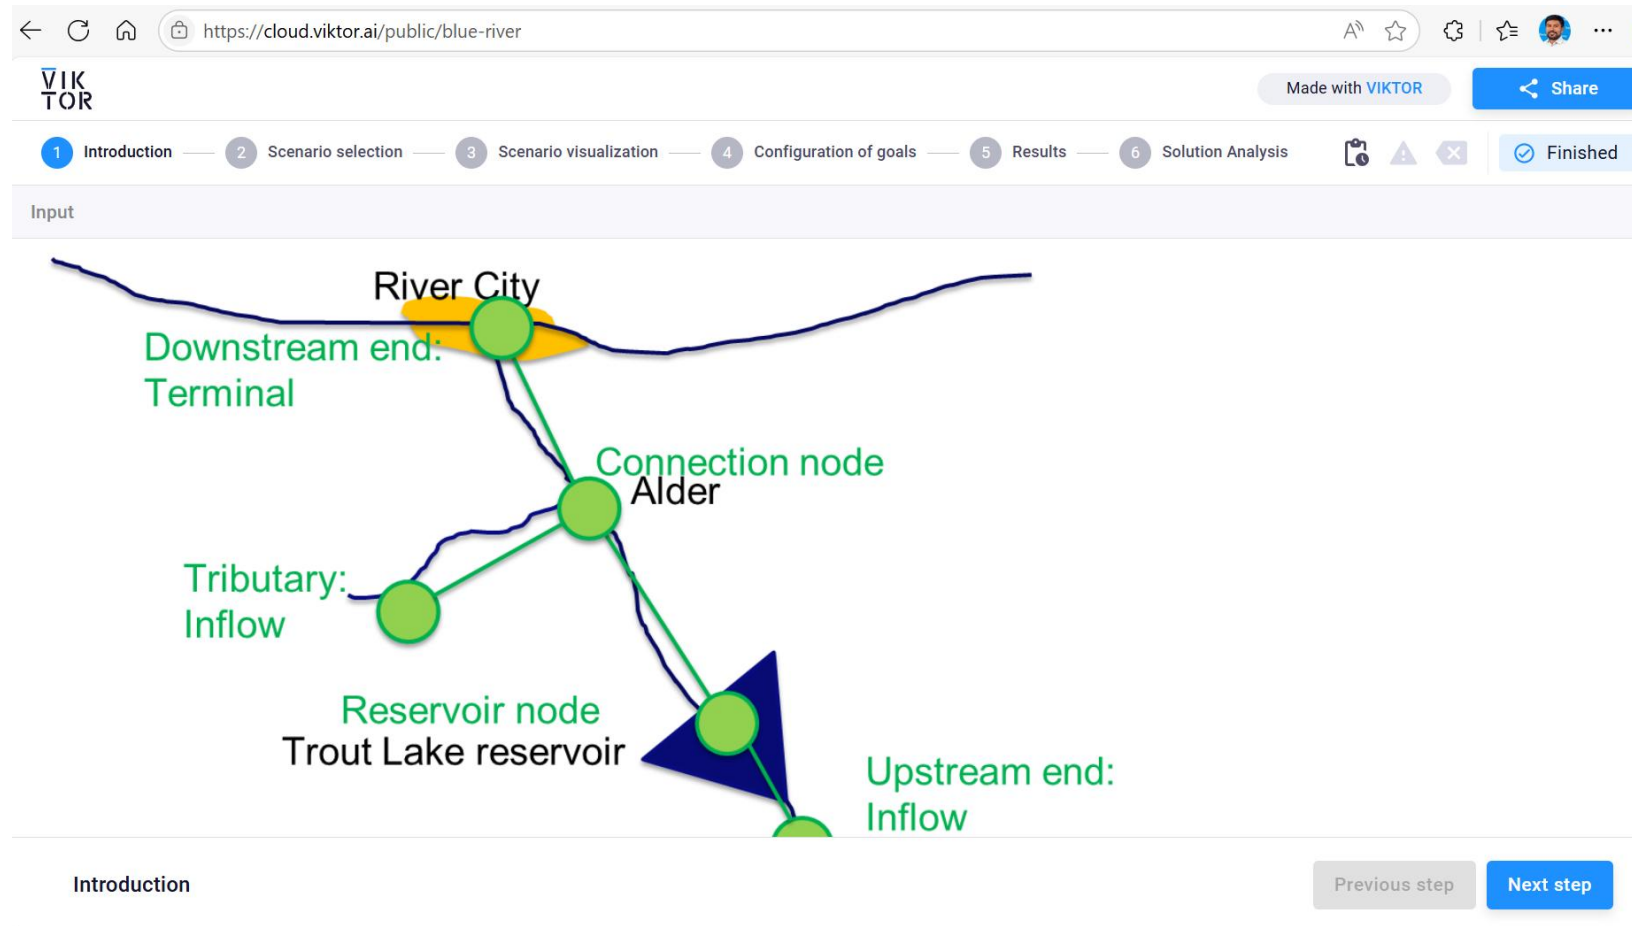 https://cloud.viktor.ai/public/blue-river
VIK
TOR
Made with VIKTOR
Share
1 Introduction 2 Scenario selection 3 Scenario visualization 4 Configuration of goals 5 Results 6 Solution Analysis
Finished
Input
River City
Downstream end:
Terminal
Connection node
Alder
Tributary:
Inflow
Reservoir node
Trout Lake reservoir
Upstream end:
Inflow
Introduction
Previous step
Next step